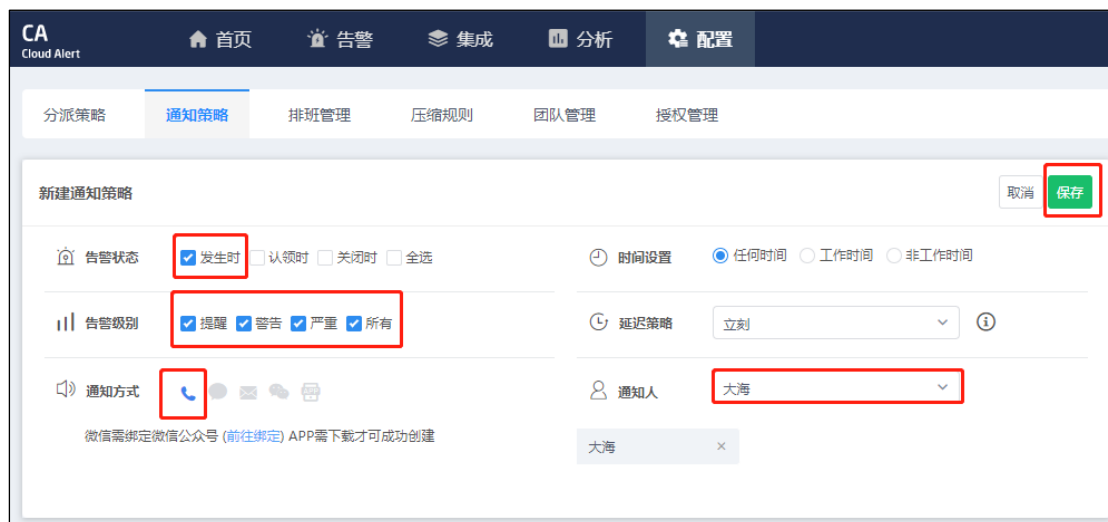 CA
Cloud Alert
首页 告警 集成 分析 配置
分派策略 通知策略 排班管理 压缩规则 团队管理 授权管理
新建通知策略 取消 保存
告警状态 发生时 认领时 关闭时 全选 时间设置 任何时间 工作时间 非工作时间
告警级别 提醒 警告 严重 所有 延迟策略 立刻
通知方式 通知人 大海
微信需绑定微信公众号 (前往绑定) APP需下载才可成功创建
大海 ×